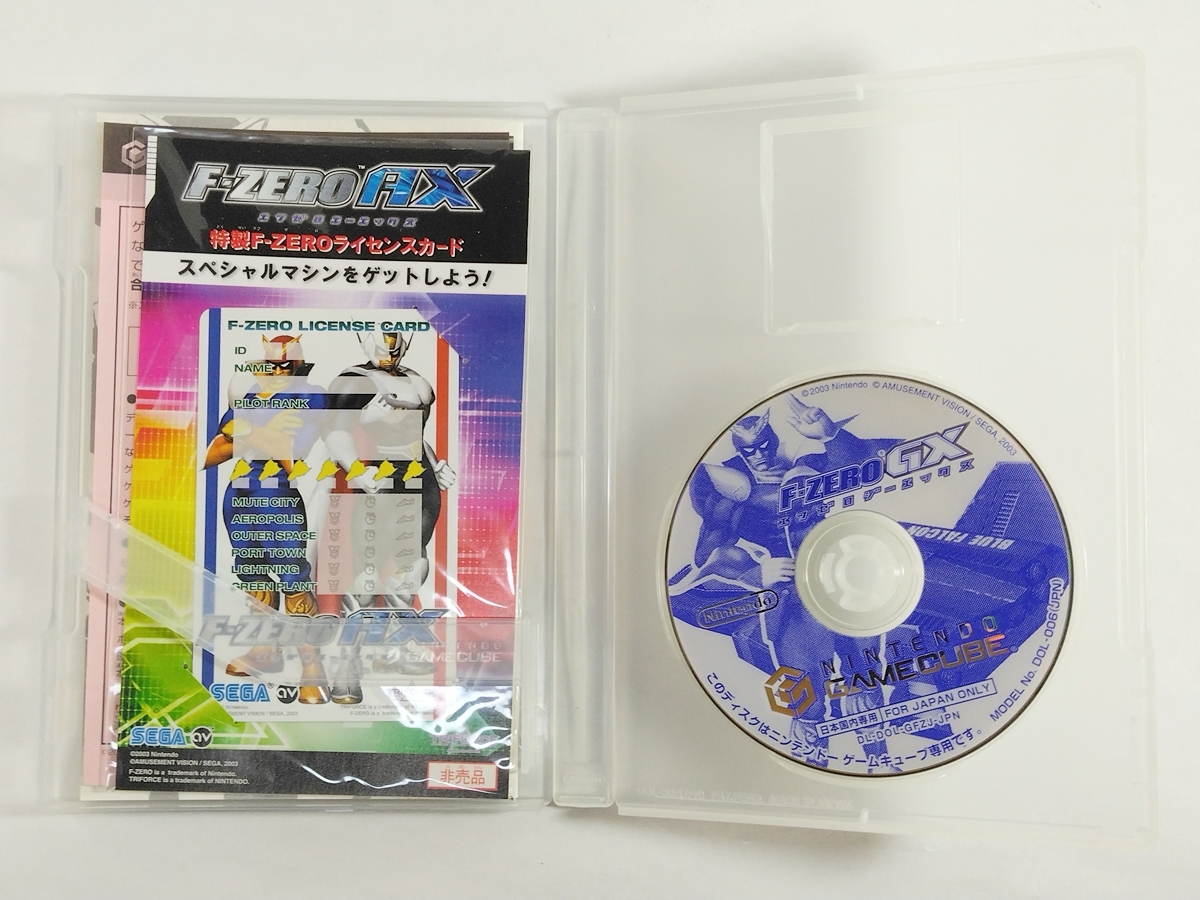 F-ZERO™ AX
エフゼロ エーエックス
特製F-ZEROライセンスカード
スペシャルマシンをゲットしよう!
F-ZERO LICENSE CARD
ID
NAME
PILOT RANK
MUTE CITY
AEROPOLIS
OUTER SPACE
PORT TOWN
LIGHTNING
GREEN PLANT
F-ZERO AX
NINTENDO
GAMECUBE
SEGA av
SEGA av
©2003 Nintendo
©AMUSEMENT VISION / SEGA, 2003
F-ZERO is a trademark of Nintendo.
TRIFORCE is a trademark of NINTENDO.
非売品
©2003 Nintendo © AMUSEMENT VISION / SEGA, 2003
F-ZERO GX
エフゼロ ジーエックス
BLUE FALCON
Nintendo
NINTENDO
GAMECUBE
日本国内専用 FOR JAPAN ONLY
DL-DOL-GFZJ-JPN
MODEL No. DOL-006(JPN)
このディスクはニンテンドー ゲームキューブ専用です。